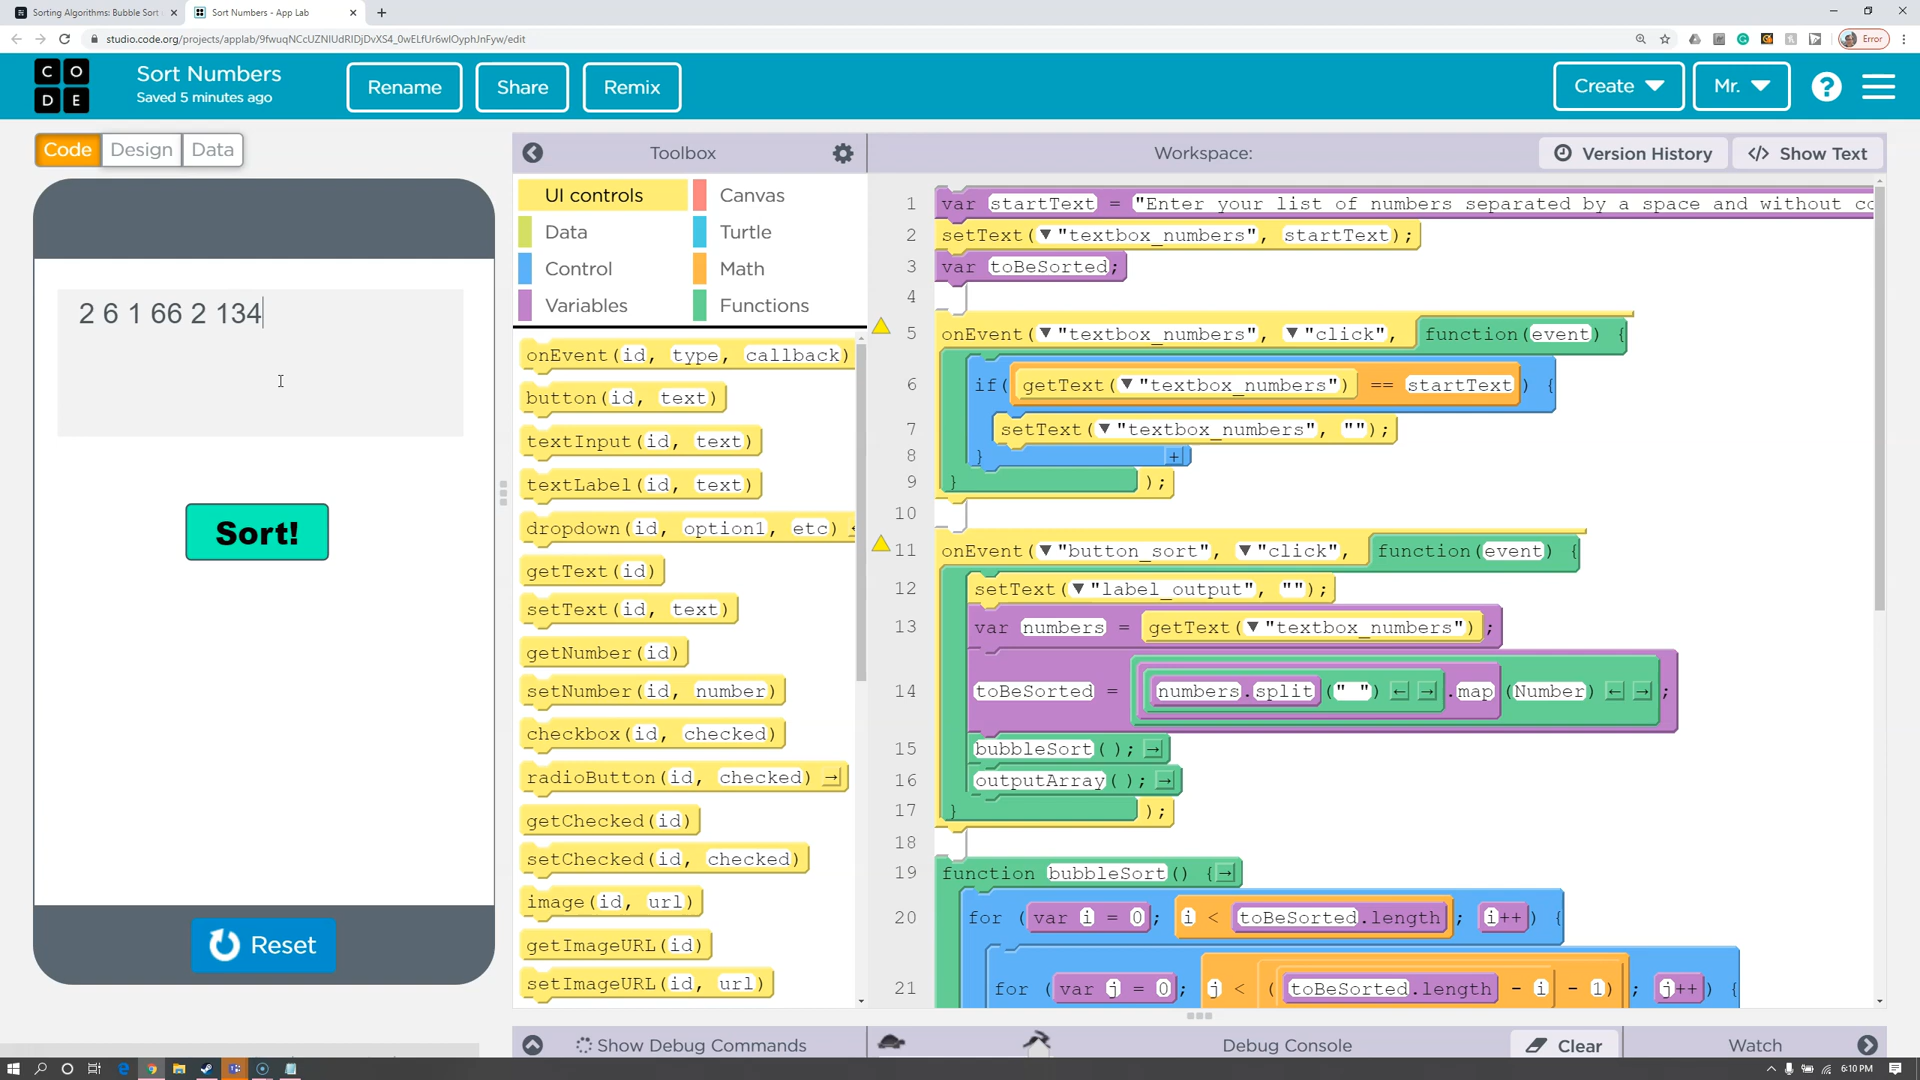 Sorting Algorithms: Bubble Sort
Sort Numbers - App Lab
studio.code.org/projects/applab/9fwuqNCcUZNIUdRIDjDvXS4_0wELfUr6wIOyphJnFyw/edit
Error
CODE
Sort Numbers
Saved 5 minutes ago
Rename
Share
Remix
Create
Mr.
?
Code
Design
Data
2 6 1 66 2 134
Sort!
Reset
Toolbox
UI controls
Canvas
Data
Turtle
Control
Math
Variables
Functions
onEvent(id, type, callback)
button(id, text)
textInput(id, text)
textLabel(id, text)
dropdown(id, option1, etc)
getText(id)
setText(id, text)
getNumber(id)
setNumber(id, number)
checkbox(id, checked)
radioButton(id, checked)
getChecked(id)
setChecked(id, checked)
image(id, url)
getImageURL(id)
setImageURL(id, url)
Workspace:
Version History
</> Show Text
1 var startText = "Enter your list of numbers separated by a space and without co
2 setText("textbox_numbers", startText);
3 var toBeSorted;
4
5 onEvent("textbox_numbers", "click", function(event) {
6 if(getText("textbox_numbers") == startText) {
7 setText("textbox_numbers", "");
8 } +
9 } );
10
11 onEvent("button_sort", "click", function(event) {
12 setText("label_output", "");
13 var numbers = getText("textbox_numbers");
14 toBeSorted = numbers.split(" ").map(Number);
15 bubbleSort();
16 outputArray();
17 } );
18
19 function bubbleSort() {
20 for (var i = 0; i < toBeSorted.length; i++) {
21 for (var j = 0; j < (toBeSorted.length - i - 1); j++) {
Show Debug Commands
Debug Console
Clear
Watch
6:10 PM